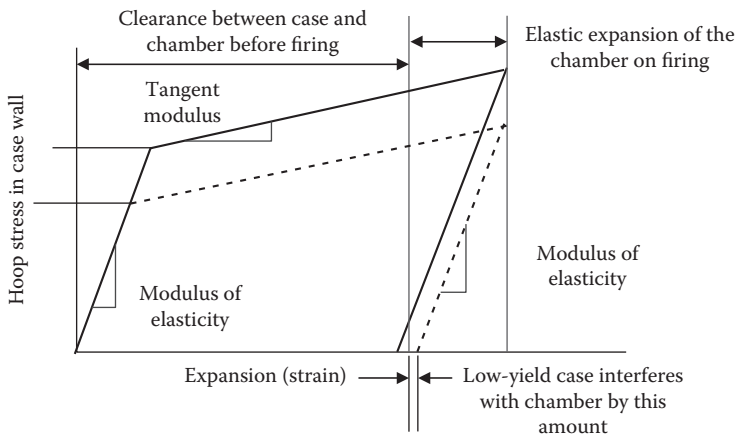 Clearance between case and
chamber before firing
Elastic expansion of the
chamber on firing
Tangent
modulus
Hoop stress in case wall
Modulus of
elasticity
Modulus of
elasticity
Expansion (strain)
Low-yield case interferes
with chamber by this
amount